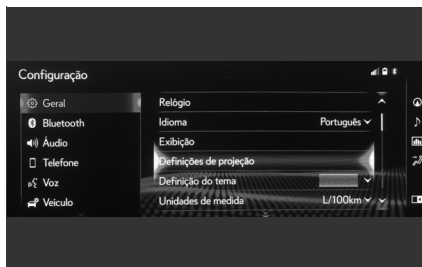 Configuração
Geral
Bluetooth
Áudio
Telefone
Voz
Veículo
Relógio
Idioma Português
Exibição
Definições de projeção
Definição do tema
Unidades de medida L/100km